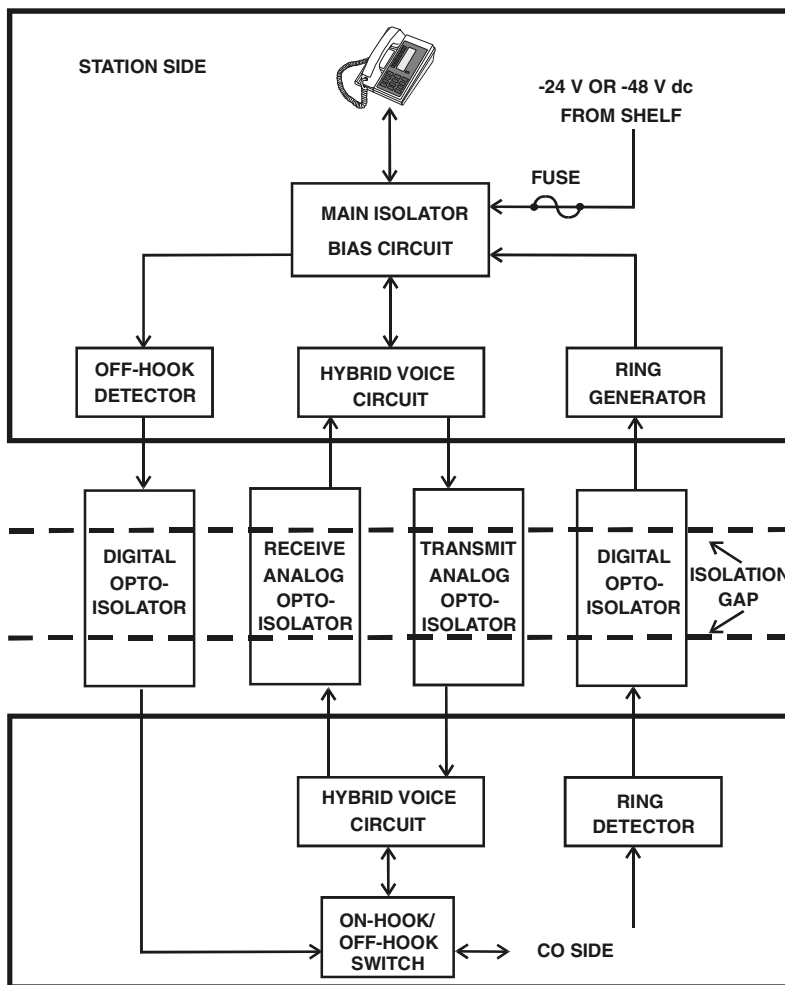 STATION SIDE
-24 V OR -48 V dc
FROM SHELF
FUSE
MAIN ISOLATOR
BIAS CIRCUIT
OFF-HOOK
DETECTOR
HYBRID VOICE
CIRCUIT
RING
GENERATOR
DIGITAL
OPTO-
ISOLATOR
RECEIVE
ANALOG
OPTO-
ISOLATOR
TRANSMIT
ANALOG
OPTO-
ISOLATOR
DIGITAL
OPTO-
ISOLATOR
ISOLATION
GAP
HYBRID VOICE
CIRCUIT
RING
DETECTOR
ON-HOOK/
OFF-HOOK
SWITCH
CO SIDE